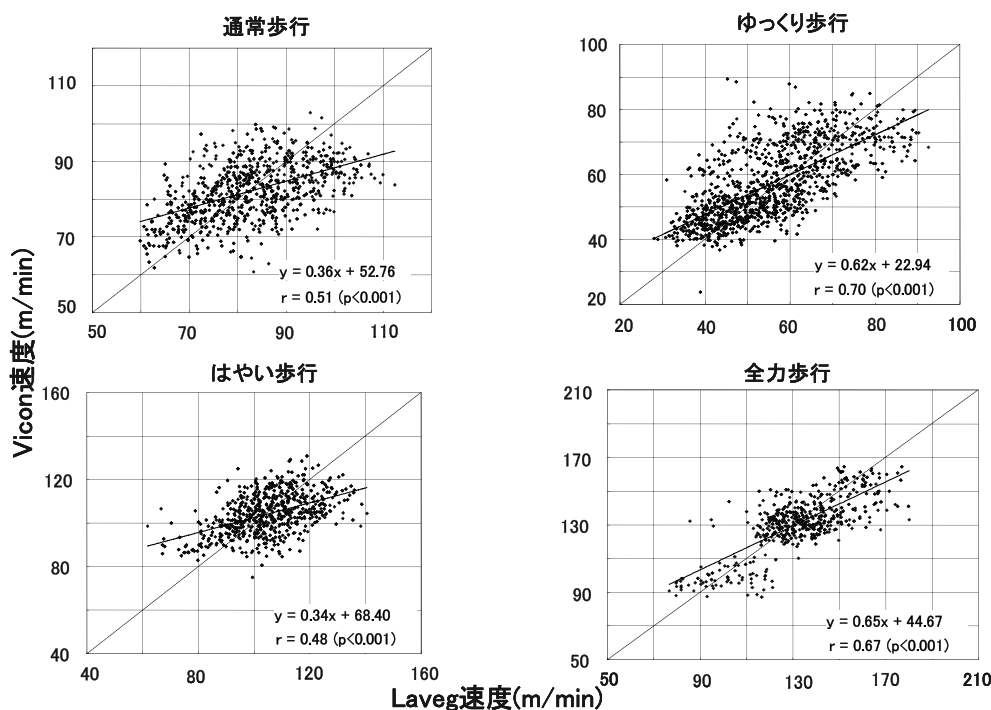 通常歩行
110
90
70
50
50 70 90 110
y = 0.36x + 52.76
r = 0.51 (p<0.001)
ゆっくり歩行
100
80
60
40
20
20 40 60 80 100
y = 0.62x + 22.94
r = 0.70 (p<0.001)
はやい歩行
160
120
80
40
40 80 120 160
y = 0.34x + 68.40
r = 0.48 (p<0.001)
全力歩行
210
170
130
90
50
50 90 130 170 210
y = 0.65x + 44.67
r = 0.67 (p<0.001)
Vicon速度(m/min)
Laveg速度(m/min)